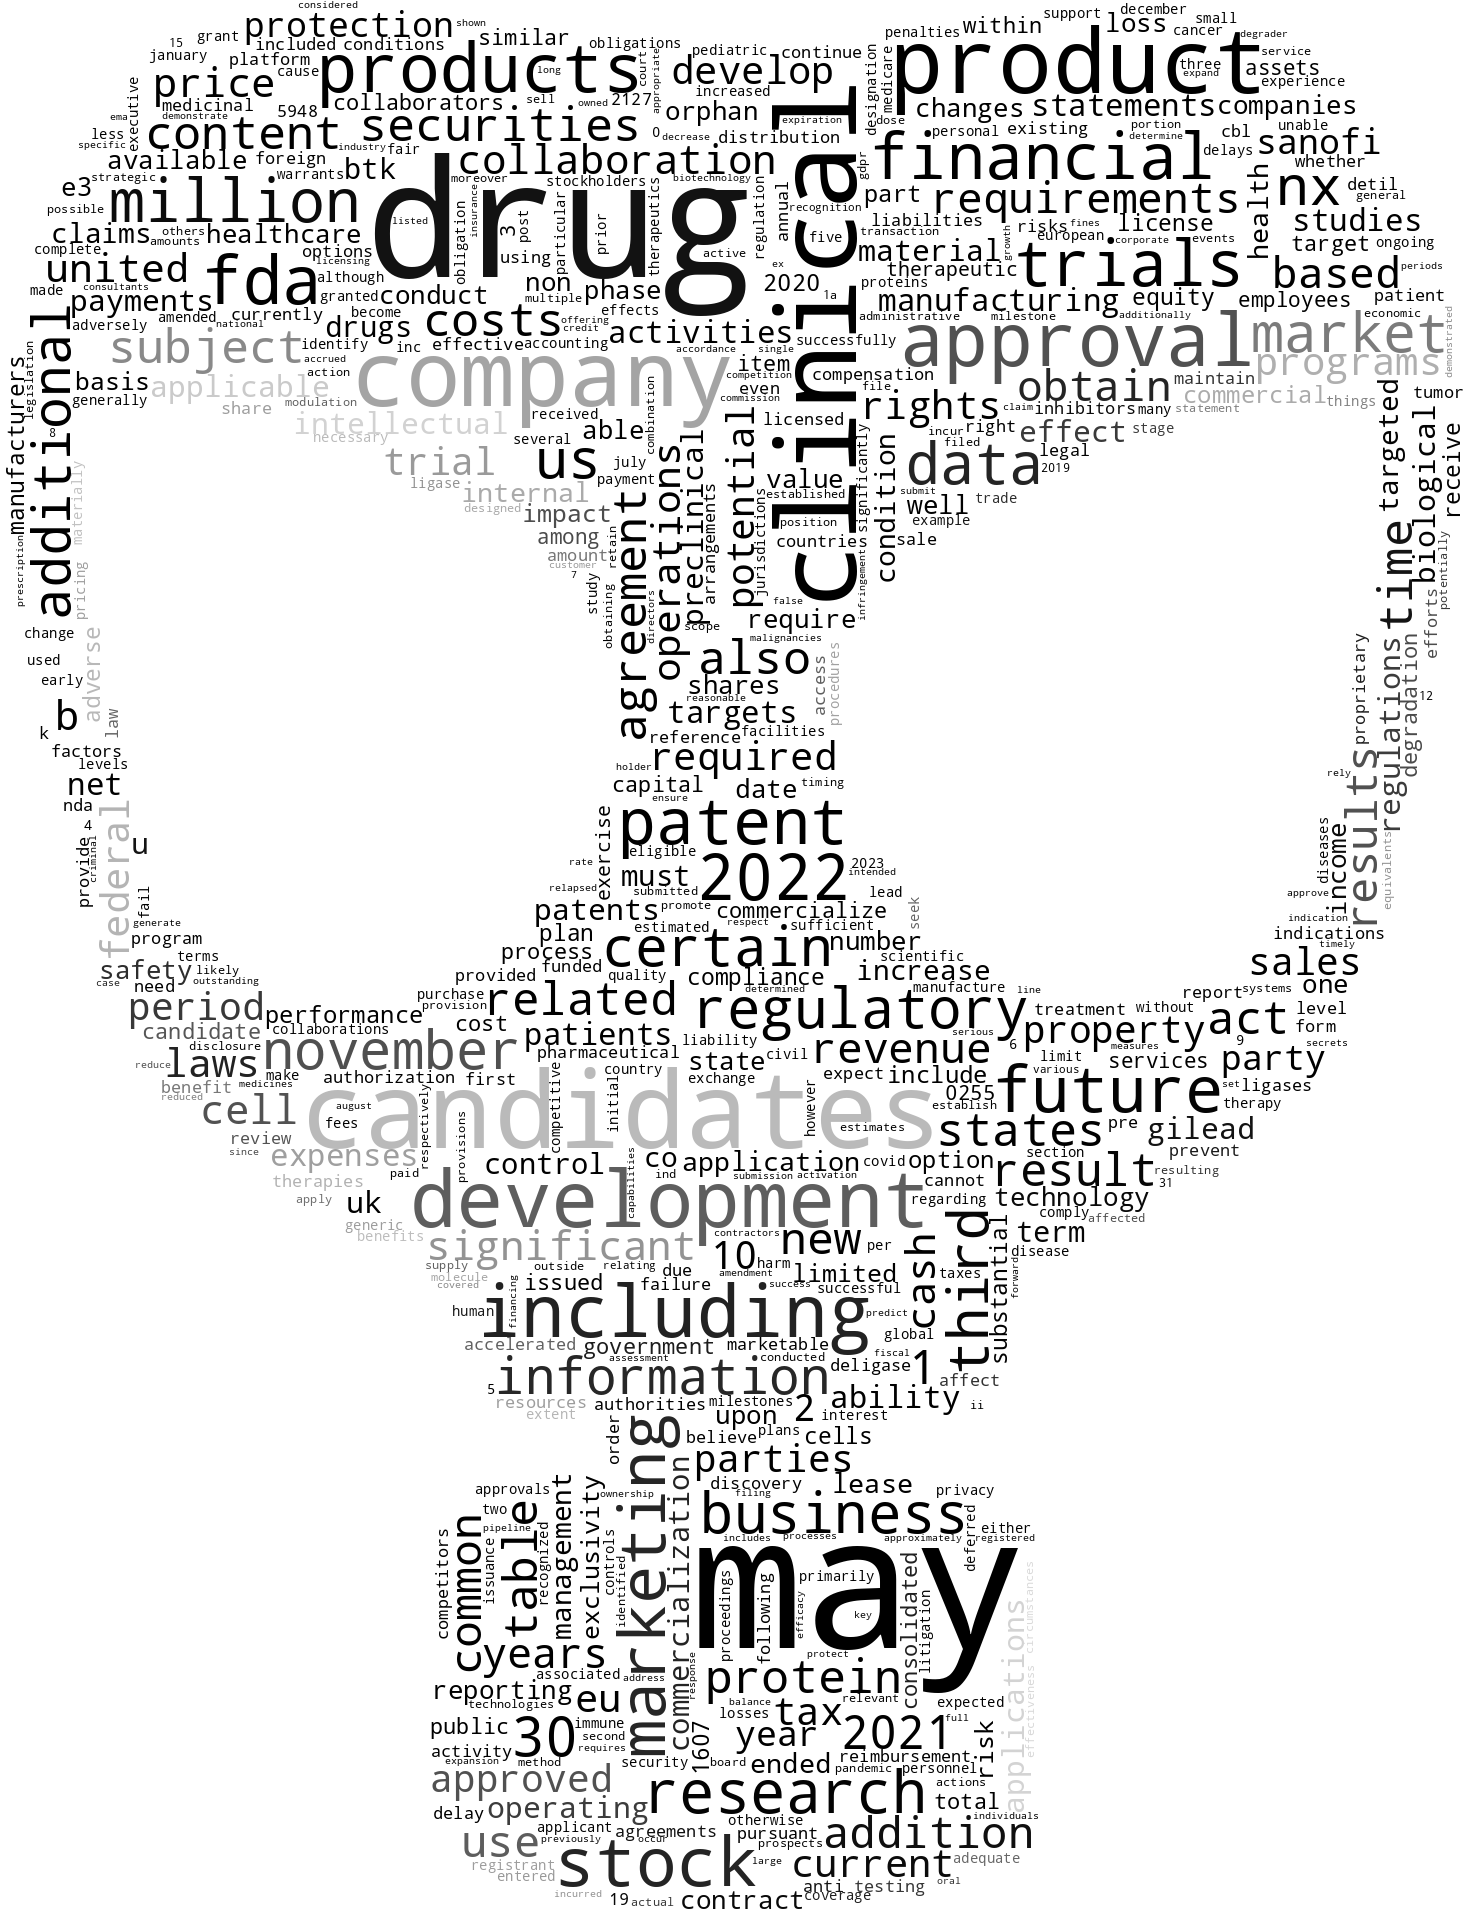 considered
protection shown
15 grant included conditions similar obligations pediatric continue penalties within support december loss small cancer degrader
january platform cause products long court appropriate develop designation medicare product three expand service assets experience
price executive medicinal demonstrate 5948 collaborators sell owned 2127 increased orphan expiration dose changes statements companies
ema less specific content industry fair securities 0 decrease distribution personal existing portion determine cbl unable delays sanofi
available foreign warrants btk collaboration gdpr financial whether
e3 strategic million drug moreover stockholders biotechnology clinical part requirements health nx detil general
possible listed insurance 3 post particular prior therapeutics regulation annual recognition
claims others amounts healthcare obligation five transaction liabilities risks fines license studies
complete options using active material growth european corporate events target ongoing
united consultants fda licensing although non phase ex 2020 1a therapeutic proteins trials based periods
made payments granted conduct multiple effects manufacturing equity employees patient
adversely amended currently become drugs costs offering credit activities administrative milestone additionally economic
additional national subject identify inc effective accounting accordance single successfully approval market demonstrated
manufacturers legislation accrued action company item competition compensation programs
basis applicable even file obtain maintain commercial things targeted tumor
generally share modulation commission rights claim inhibitors many statement
8 intellectual received able combination licensed incur right effect stage biological receive
necessary several us potential filed legal
materially trial july value data 2019
ligase internal payment preclinical established significantly submit well trade
designed impact agreement operations arrangements position condition example
prescription among retain jurisdictions countries sale time
pricing amount customer 7 infringement potentially
study obtaining directors false
change adverse scope require efforts
used also malignancies regulations degradation
early shares access procedures proprietary
b law targets reasonable 12
k reference facilities
factors holder required
levels capital date timing results rely
net ensure
nda federal exercise patent
4 criminal provide u eligible income diseases
rate must 2022 2023 intended equivalents
fail relapsed submitted lead approve
generate patents promote commercialize seek indication
program plan estimated respect sufficient indications
terms process certain number scientific timely
safety likely provided funded quality compliance increase sales
case need outstanding purchase determined manufacture line report systems one
period performance provision related regulatory treatment without act level
candidate collaborations cost patients liability serious 6 property measures 9 form
disclosure laws november pharmaceutical state civil revenue limit services party secrets
reduce make authorization first country exchange expect include various
benefit medicines competitive initial candidates however 0255 future set ligases
reduced august respectively establish therapy
cell fees estimates states pre gilead
review provisions section prevent
since expenses control co application covid option result resulting
therapies paid capabilities ind submission activation cannot 31
apply uk development regarding technology
generic comply affected
benefits significant contractors 10 new per cash third substantial term
supply outside relating due harm limited taxes disease
molecule covered issued failure amendment success successful forward
human financing including predict
accelerated government marketable global
assessment conducted deligase fiscal 1 affect
5 information
resources authorities milestones 2 ability ii
extent upon interest
order marketing believe plans cells
commercialization parties
approvals management exclusivity ownership discovery lease privacy
two filing business either
common table pipeline controls includes processes approximately deferred registered
competitors issuance recognized identified may primarily consolidated circumstances
proceedings following efficacy key litigation applications
years protect
associated address response protein effectiveness
reporting technologies eu balance relevant expected
public 30 immune losses tax full
activity second 1607 year 2021 risk
expansion method requires security board ended reimbursement
approved pandemic personnel
operating research actions
delay total individuals
applicant otherwise
use previously occur agreements pursuant addition
registrant stock prospects
entered large current adequate
incurred 19 actual contract anti coverage testing oral